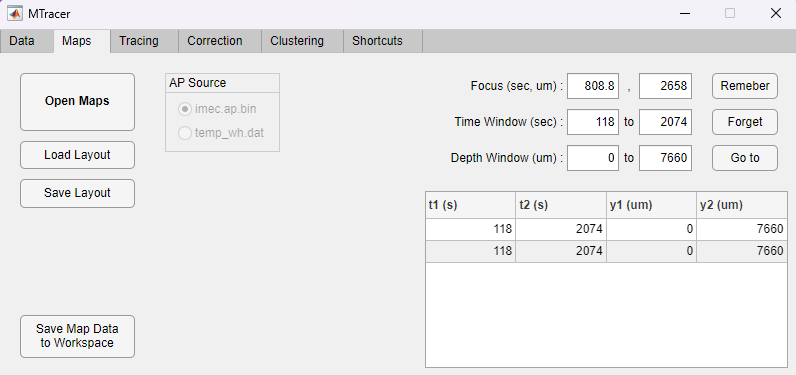 MTracer
Data Maps Tracing Correction Clustering Shortcuts
Open Maps
Load Layout
Save Layout
Save Map Data
to Workspace
AP Source
imec.ap.bin
temp_wh.dat
Focus (sec, um) : 808.8 , 2658 Remeber
Time Window (sec) : 118 to 2074 Forget
Depth Window (um) : 0 to 7660 Go to
t1 (s) t2 (s) y1 (um) y2 (um)
118 2074 0 7660
118 2074 0 7660